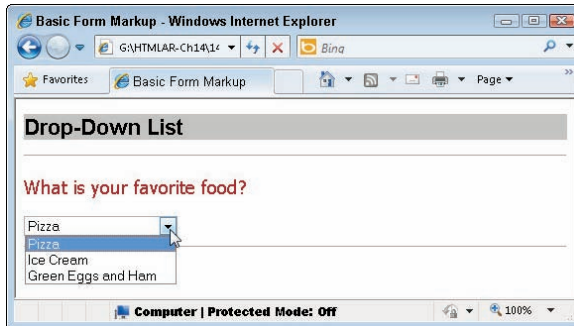 Basic Form Markup - Windows Internet Explorer
G:\HTMLAR-Ch14\14
Bing
Favorites
Basic Form Markup
Page
Drop-Down List
What is your favorite food?
Pizza
Pizza
Ice Cream
Green Eggs and Ham
Computer | Protected Mode: Off
100%